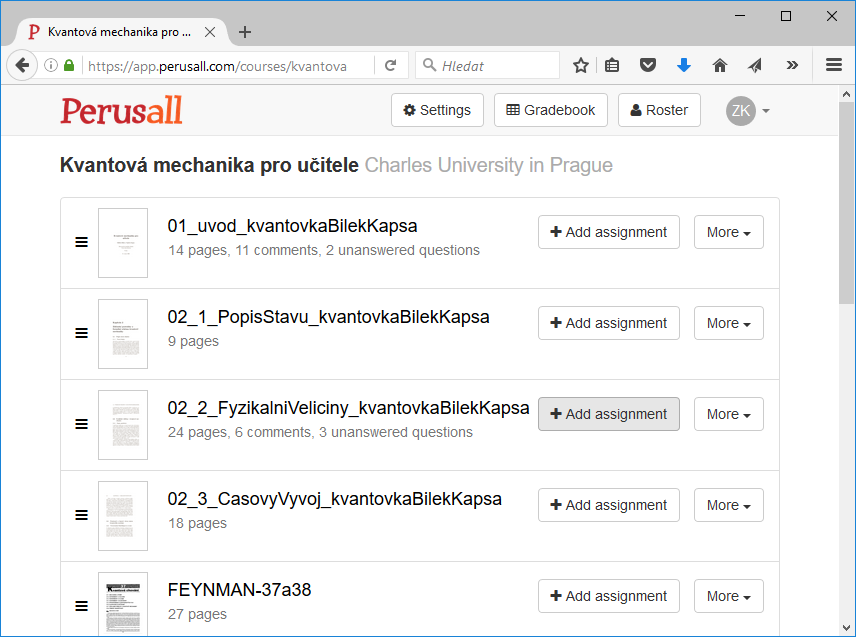 Kvantová mechanika pro ...
https://app.perusall.com/courses/kvantova
Hledat
Perusall
Settings
Gradebook
Roster
ZK
Kvantová mechanika pro učitele Charles University in Prague
01_uvod_kvantovkaBilekKapsa
14 pages, 11 comments, 2 unanswered questions
Add assignment
More
02_1_PopisStavu_kvantovkaBilekKapsa
9 pages
Add assignment
More
02_2_FyzikalniVeliciny_kvantovkaBilekKapsa
24 pages, 6 comments, 3 unanswered questions
Add assignment
More
02_3_CasovyVyvoj_kvantovkaBilekKapsa
18 pages
Add assignment
More
FEYNMAN-37a38
27 pages
Add assignment
More